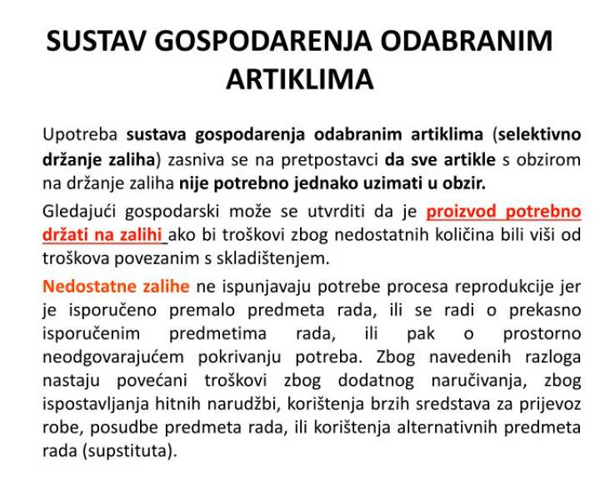 SUSTAV GOSPODARENJA ODABRANIM
ARTIKLIMA
Upotreba sustava gospodarenja odabranim artiklima (selektivno
držanje zaliha) zasniva se na pretpostavci da sve artikle s obzirom
na držanje zaliha nije potrebno jednako uzimati u obzir.
Gledajući gospodarski može se utvrditi da je proizvod potrebno
držati na zalihi ako bi troškovi zbog nedostatnih količina bili viši od
troškova povezanim s skladištenjem.
Nedostatne zalihe ne ispunjavaju potrebe procesa reprodukcije jer
je isporučeno premalo predmeta rada, ili se radi o prekasno
isporučenim predmetima rada, ili pak o prostorno
neodgovarajućem pokrivanju potreba. Zbog navedenih razloga
nastaju povećani troškovi zbog dodatnog naručivanja, zbog
ispostavljanja hitnih narudžbi, korištenja brzih sredstava za prijevoz
robe, posudbe predmeta rada, ili korištenja alternativnih predmeta
rada (supstituta).